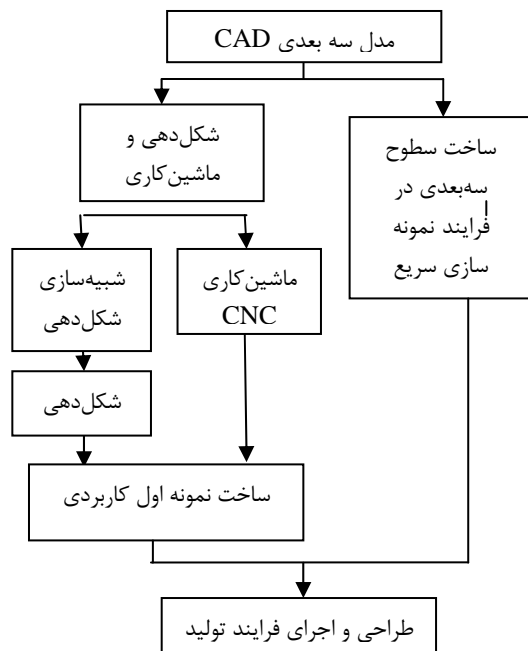 مدل سه بعدی CAD
شکل‌دهی و
ماشین‌کاری
ساخت سطوح
سه‌بعدی در
فرایند نمونه
سازی سریع
شبیه‌سازی
شکل‌دهی
ماشین‌کاری
CNC
شکل‌دهی
ساخت نمونه اول کاربردی
طراحی و اجرای فرایند تولید